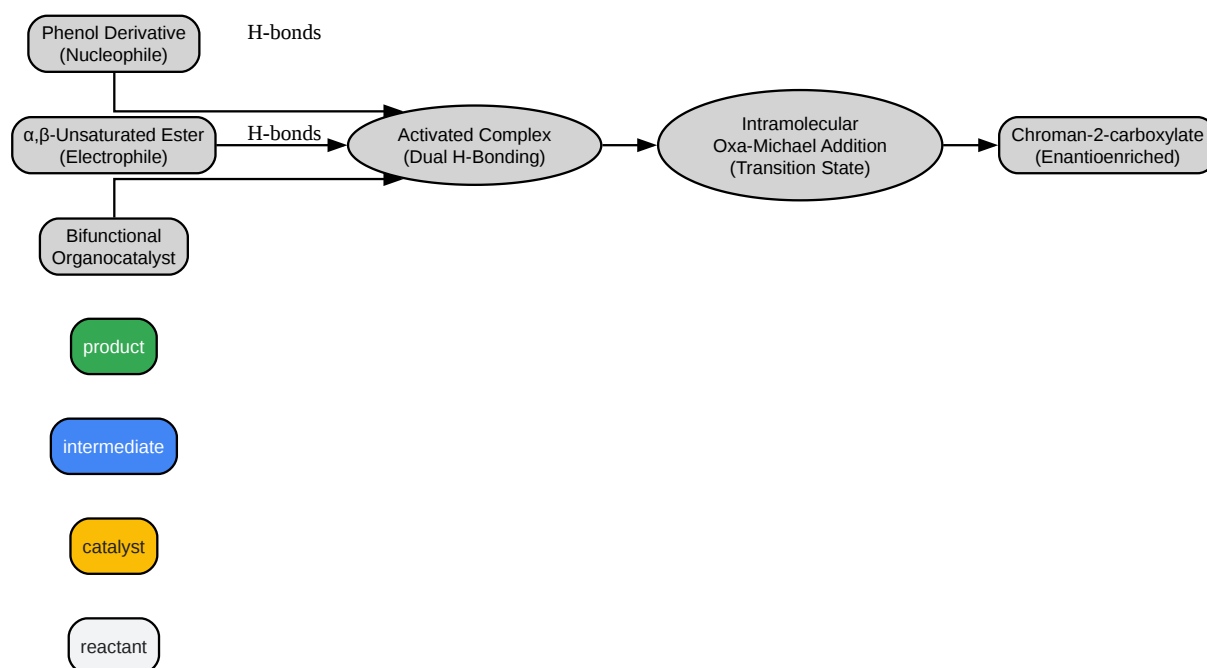 Phenol Derivative
(Nucleophile)
H-bonds
α,β-Unsaturated Ester
(Electrophile)
H-bonds
Activated Complex
(Dual H-Bonding)
Intramolecular
Oxa-Michael Addition
(Transition State)
Chroman-2-carboxylate
(Enantioenriched)
Bifunctional
Organocatalyst
product
intermediate
catalyst
reactant